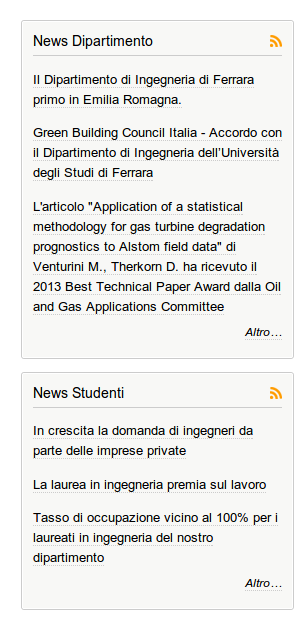 News Dipartimento
Il Dipartimento di Ingegneria di Ferrara
primo in Emilia Romagna.
Green Building Council Italia - Accordo con
il Dipartimento di Ingegneria dell'Università
degli Studi di Ferrara
L'articolo "Application of a statistical
methodology for gas turbine degradation
prognostics to Alstom field data" di
Venturini M., Therkorn D. ha ricevuto il
2013 Best Technical Paper Award dalla Oil
and Gas Applications Committee
Altro…
News Studenti
In crescita la domanda di ingegneri da
parte delle imprese private
La laurea in ingegneria premia sul lavoro
Tasso di occupazione vicino al 100% per i
laureati in ingegneria del nostro
dipartimento
Altro…